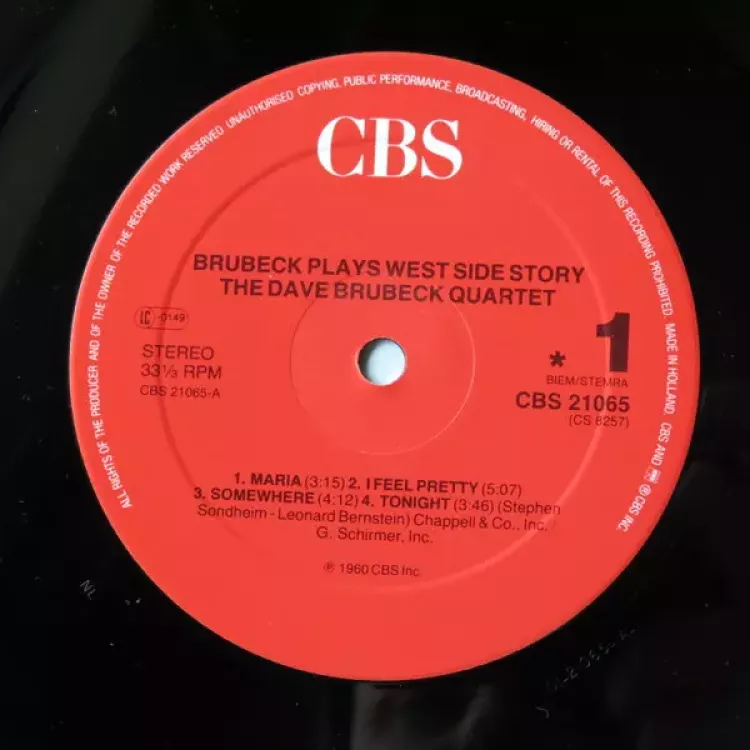 ALL RIGHTS OF THE PRODUCER AND OF THE OWNER OF THE RECORDED WORK RESERVED UNAUTHORISED COPYING, PUBLIC PERFORMANCE, BROADCASTING, HIRING OR RENTAL OF THIS RECORDING PROHIBITED. MADE IN HOLLAND. CBS AND ℗ CBS INC.
CBS
BRUBECK PLAYS WEST SIDE STORY
THE DAVE BRUBECK QUARTET
LC 0149
STEREO
33⅓ RPM
CBS 21065-A
* 1
BIEM/STEMRA
CBS 21065
(CS 8257)
1. MARIA (3:15) 2. I FEEL PRETTY (5:07)
3. SOMEWHERE (4:12) 4. TONIGHT (3:46) (Stephen
Sondheim - Leonard Bernstein) Chappell & Co., Inc. /
G. Schirmer, Inc.
℗ 1960 CBS Inc.
NL